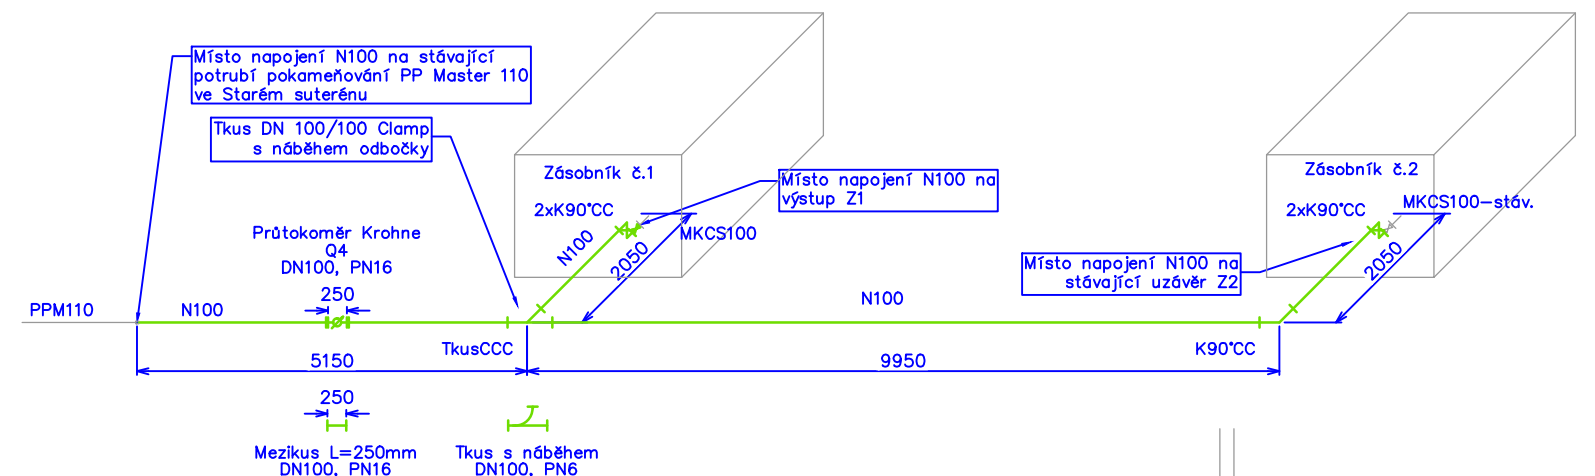 Místo napojení N100 na stávající
potrubí pokameňování PP Master 110
ve Starém suterénu
Tkus DN 100/100 Clamp
s náběhem odbočky
Zásobník č.1
2xK90°CC
Místo napojení N100 na
výstup Z1
MKCS100
N100
2050
Zásobník č.2
2xK90°CC
MKCS100-stáv.
Místo napojení N100 na
stávající uzávěr Z2
2050
Průtokoměr Krohne
Q4
DN100, PN16
250
PPM110
N100
N100
TkusCCC
K90°CC
5150
9950
250
Mezikus L=250mm
DN100, PN16
Tkus s náběhem
DN100, PN6